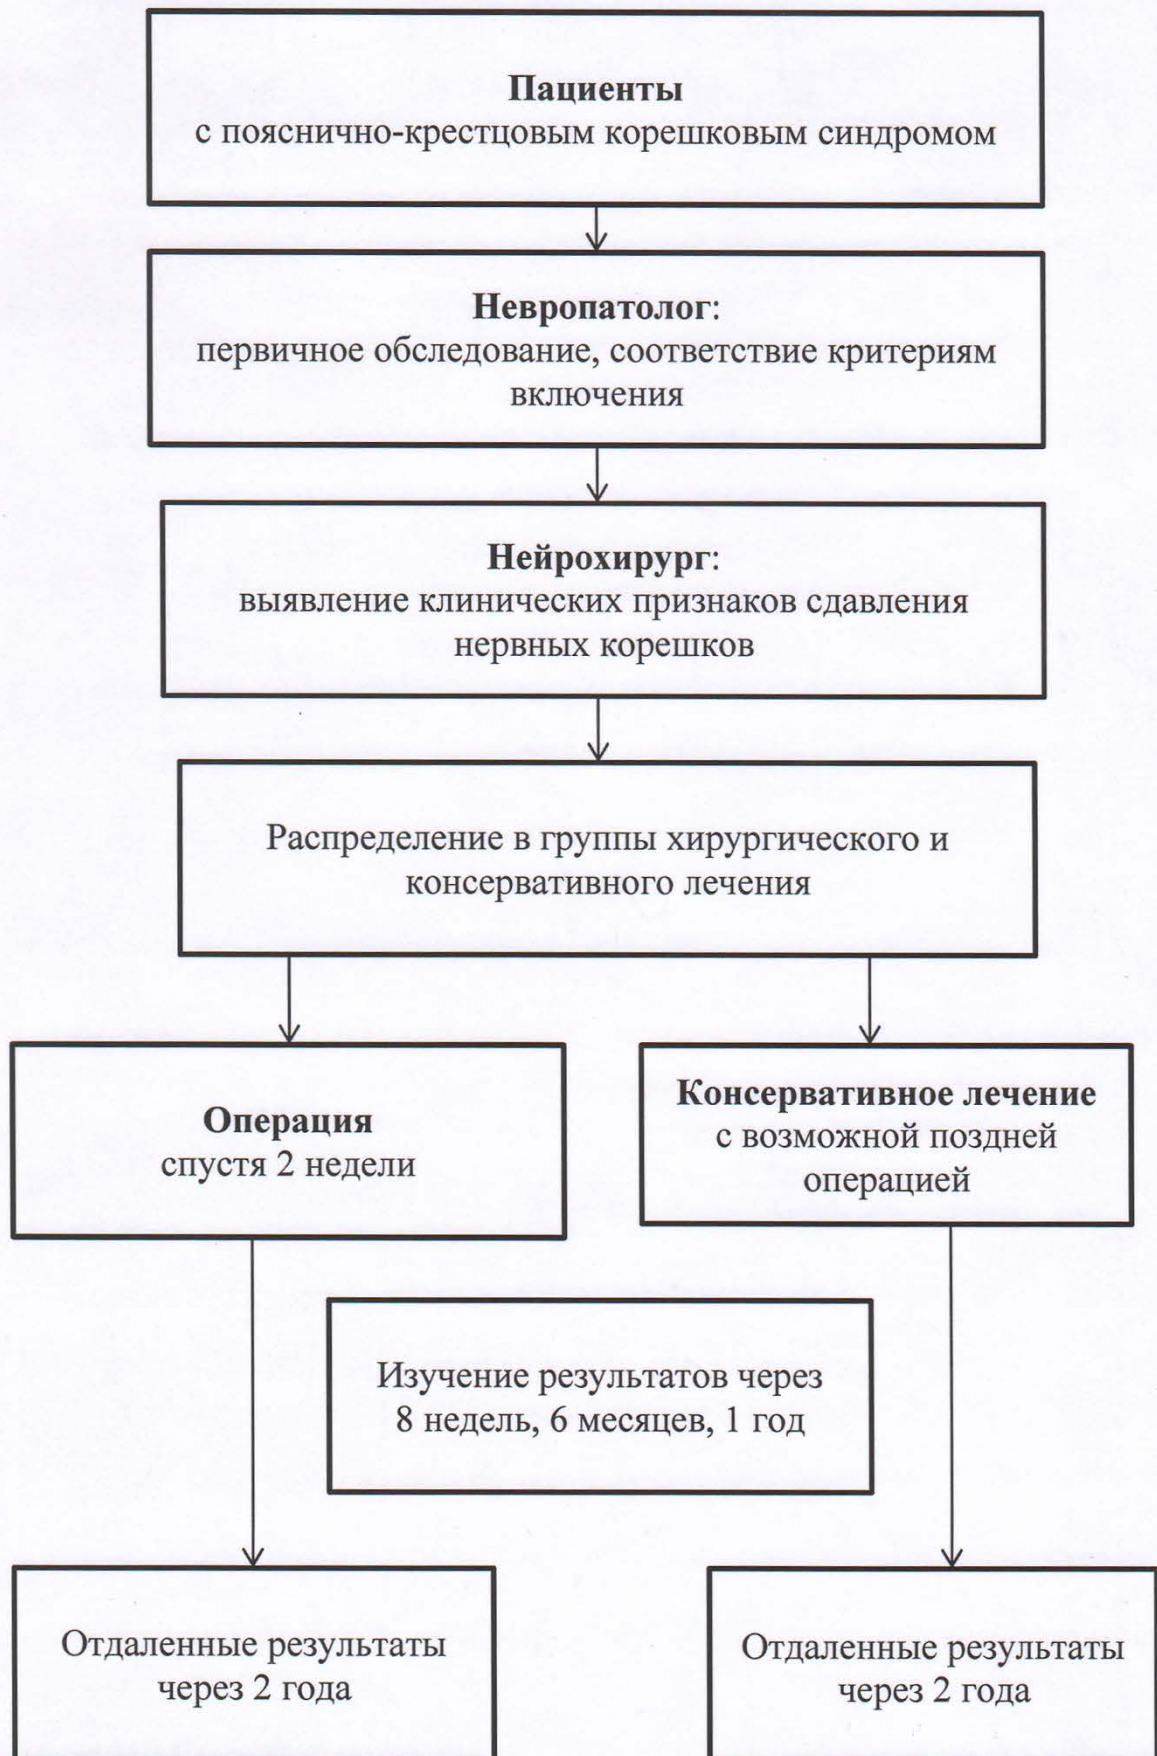 Пациенты
с пояснично-крестцовым корешковым синдромом
Невропатолог:
первичное обследование, соответствие критериям
включения
Нейрохирург:
выявление клинических признаков сдавления
нервных корешков
Распределение в группы хирургического и
консервативного лечения
Операция
спустя 2 недели
Консервативное лечение
с возможной поздней
операцией
Изучение результатов через
8 недель, 6 месяцев, 1 год
Отдаленные результаты
через 2 года
Отдаленные результаты
через 2 года